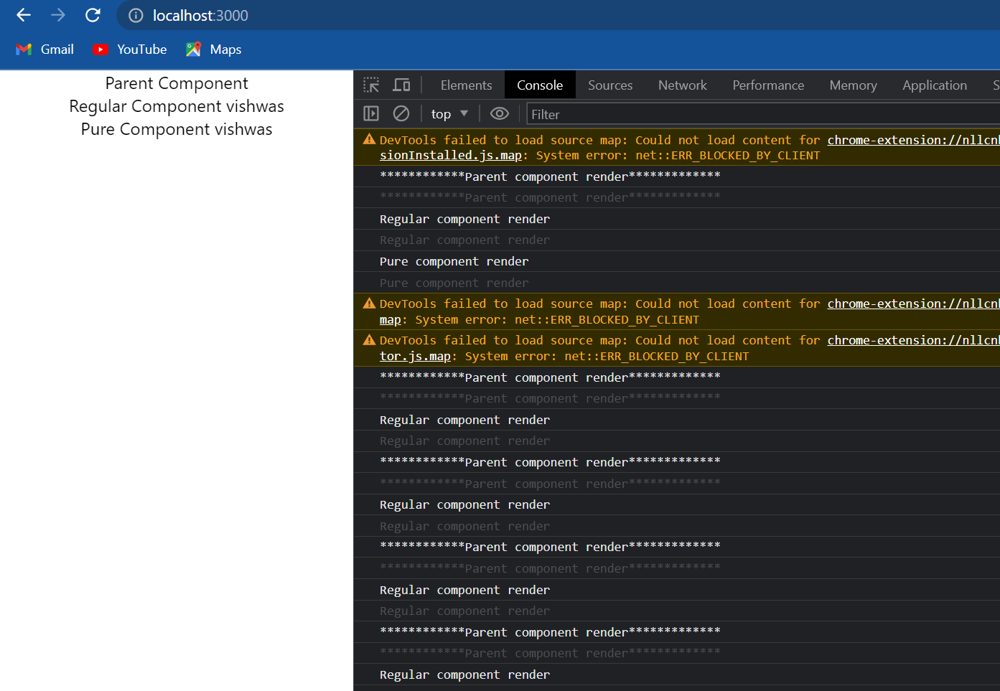 localhost:3000
Gmail YouTube Maps
Parent Component
Regular Component vishwas
Pure Component vishwas
Elements Console Sources Network Performance Memory Application S
top Filter
DevTools failed to load source map: Could not load content for chrome-extension://nllcnk
sionInstalled.js.map: System error: net::ERR_BLOCKED_BY_CLIENT
************Parent component render*************
************Parent component render*************
Regular component render
Regular component render
Pure component render
Pure component render
DevTools failed to load source map: Could not load content for chrome-extension://nllcnk
map: System error: net::ERR_BLOCKED_BY_CLIENT
DevTools failed to load source map: Could not load content for chrome-extension://nllcnk
tor.js.map: System error: net::ERR_BLOCKED_BY_CLIENT
************Parent component render*************
************Parent component render*************
Regular component render
Regular component render
************Parent component render*************
************Parent component render*************
Regular component render
Regular component render
************Parent component render*************
************Parent component render*************
Regular component render
Regular component render
************Parent component render*************
************Parent component render*************
Regular component render